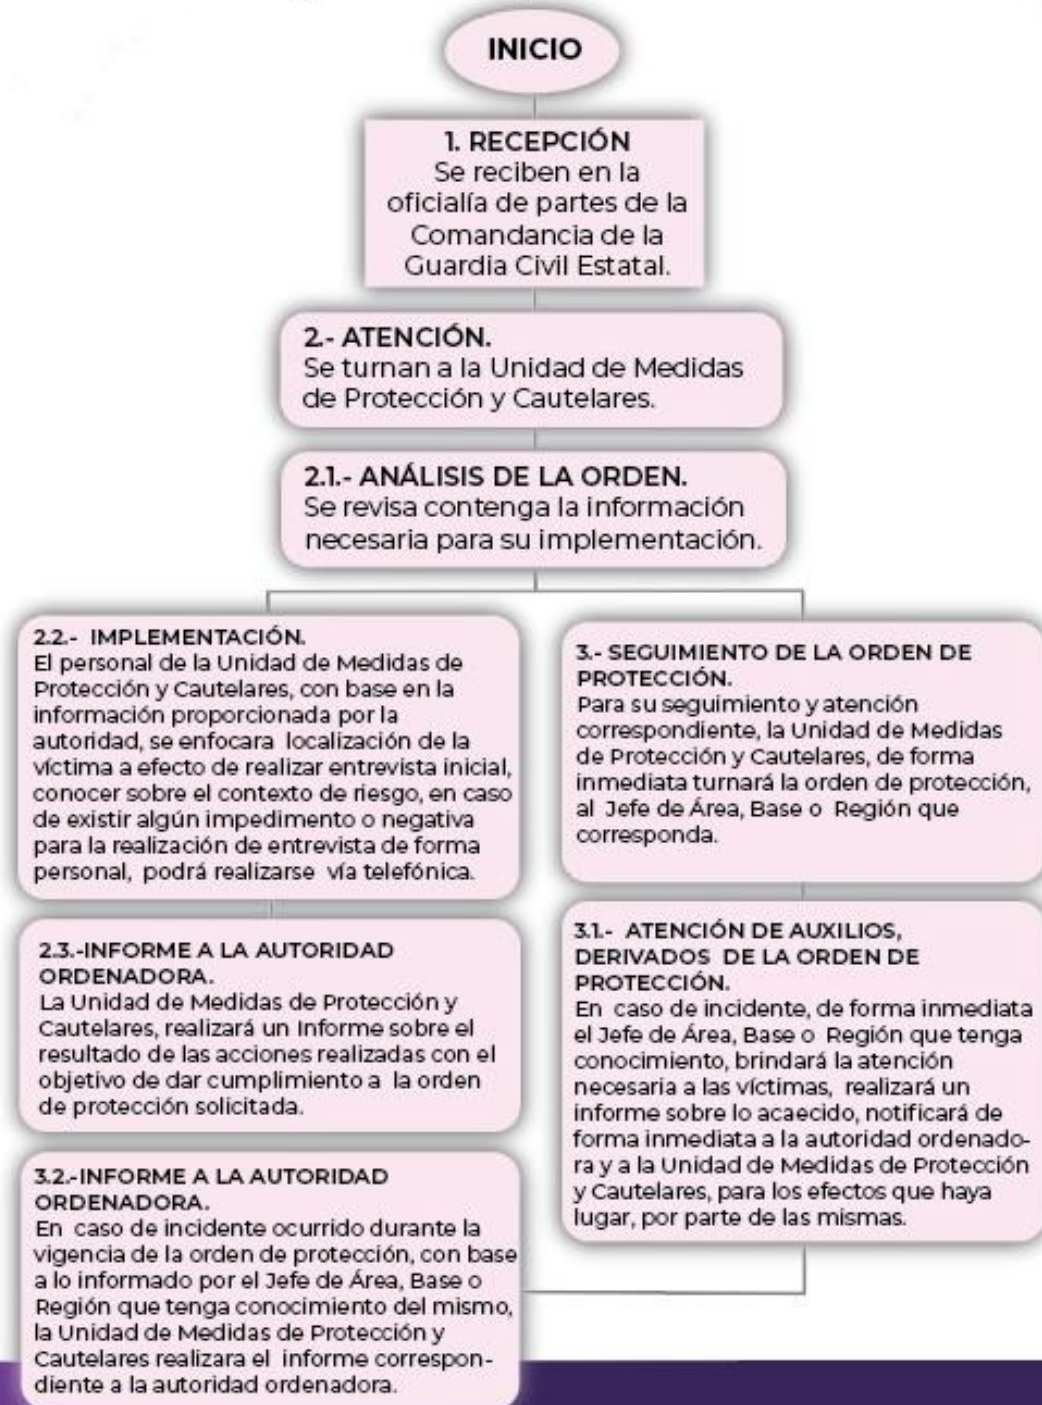 INICIO
1. RECEPCIÓN
Se reciben en la
oficialía de partes de la
Comandancia de la
Guardia Civil Estatal.
2.- ATENCIÓN.
Se turnan a la Unidad de Medidas
de Protección y Cautelares.
2.1.- ANÁLISIS DE LA ORDEN.
Se revisa contenga la información
necesaria para su implementación.
2.2.- IMPLEMENTACIÓN.
El personal de la Unidad de Medidas de
Protección y Cautelares, con base en la
información proporcionada por la
autoridad, se enfocara localización de la
víctima a efecto de realizar entrevista inicial,
conocer sobre el contexto de riesgo, en caso
de existir algún impedimento o negativa
para la realización de entrevista de forma
personal, podrá realizarse vía telefónica.
2.3.-INFORME A LA AUTORIDAD
ORDENADORA.
La Unidad de Medidas de Protección y
Cautelares, realizará un Informe sobre el
resultado de las acciones realizadas con el
objetivo de dar cumplimiento a la orden
de protección solicitada.
3.- SEGUIMIENTO DE LA ORDEN DE
PROTECCIÓN.
Para su seguimiento y atención
correspondiente, la Unidad de Medidas
de Protección y Cautelares, de forma
inmediata turnará la orden de protección,
al Jefe de Área, Base o Región que
corresponda.
3.1.- ATENCIÓN DE AUXILIOS,
DERIVADOS DE LA ORDEN DE
PROTECCIÓN.
En caso de incidente, de forma inmediata
el Jefe de Área, Base o Región que tenga
conocimiento, brindará la atención
necesaria a las víctimas, realizará un
informe sobre lo acaecido, notificará de
forma inmediata a la autoridad ordenado-
ra y a la Unidad de Medidas de Protección
y Cautelares, para los efectos que haya
lugar, por parte de las mismas.
3.2.-INFORME A LA AUTORIDAD
ORDENADORA.
En caso de incidente ocurrido durante la
vigencia de la orden de protección, con base
a lo informado por el Jefe de Área, Base o
Región que tenga conocimiento del mismo,
la Unidad de Medidas de Protección y
Cautelares realizara el informe correspon-
diente a la autoridad ordenadora.